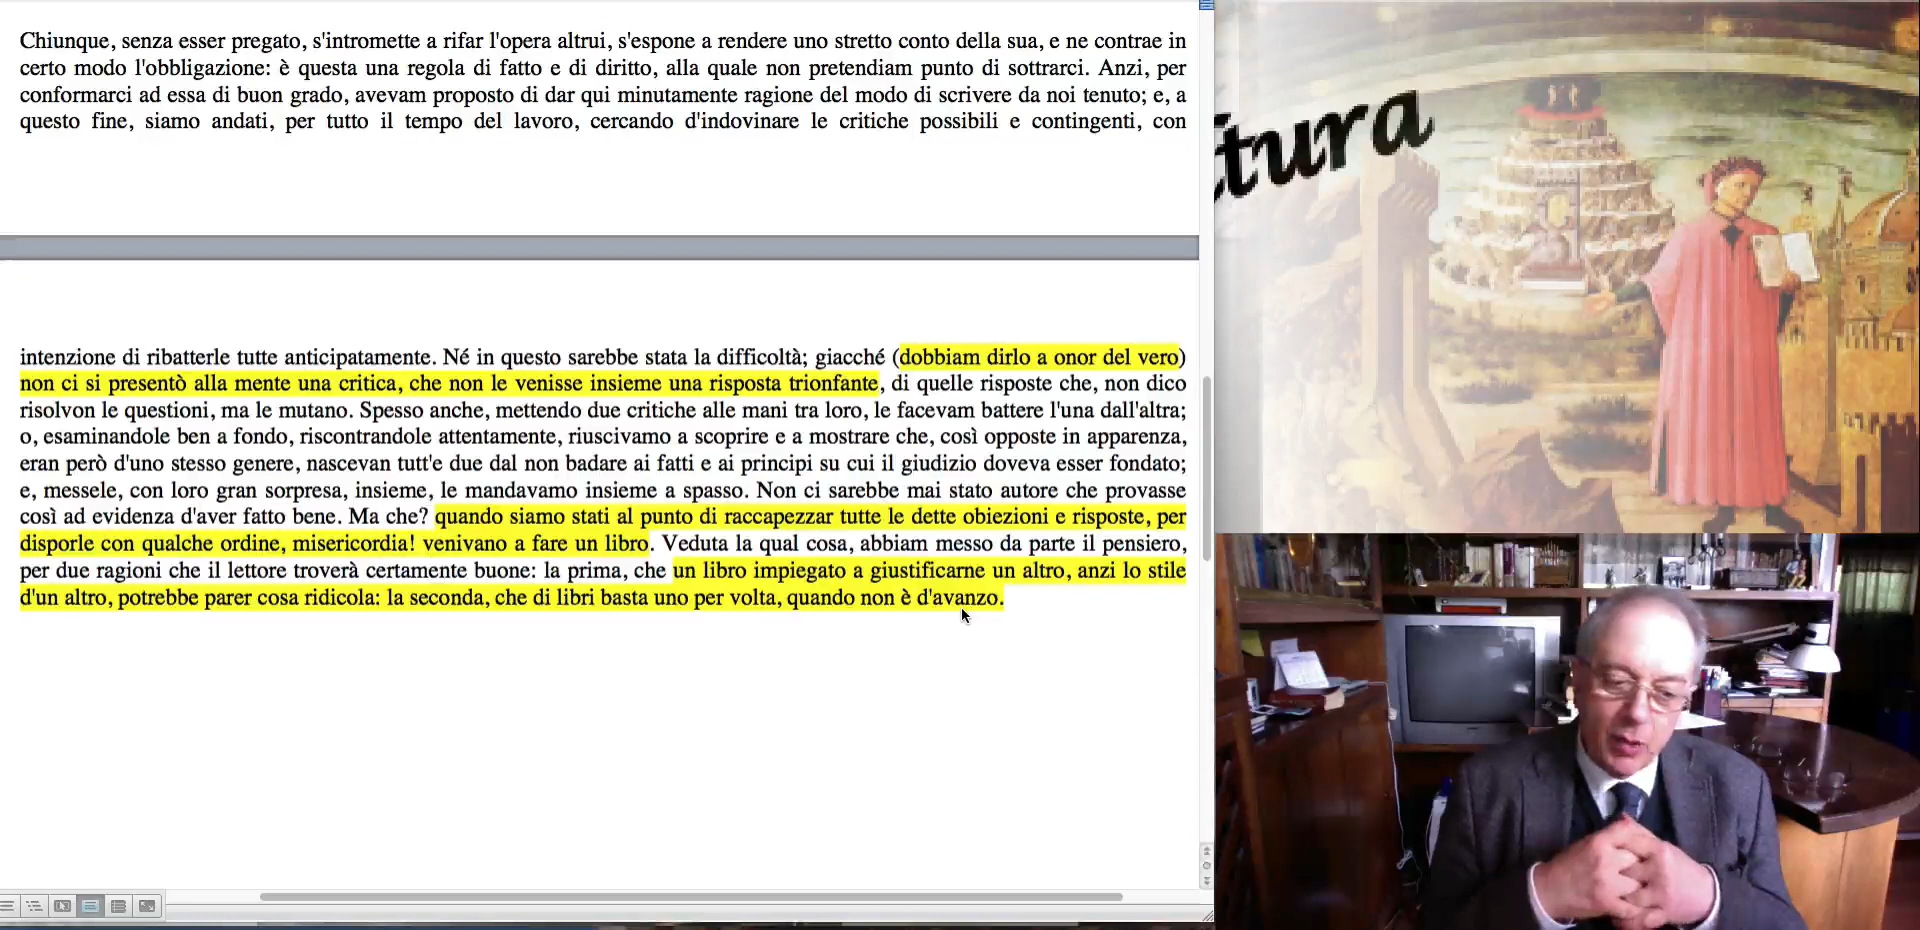 Chiunque, senza esser pregato, s'intromette a rifar l'opera altrui, s'espone a rendere uno stretto conto della sua, e ne contrae in
certo modo l'obbligazione: è questa una regola di fatto e di diritto, alla quale non pretendiam punto di sottrarci. Anzi, per
conformarci ad essa di buon grado, avevam proposto di dar qui minutamente ragione del modo di scrivere da noi tenuto; e, a
questo fine, siamo andati, per tutto il tempo del lavoro, cercando d'indovinare le critiche possibili e contingenti, con
intenzione di ribatterle tutte anticipatamente. Né in questo sarebbe stata la difficoltà; giacché (dobbiam dirlo a onor del vero)
non ci si presentò alla mente una critica, che non le venisse insieme una risposta trionfante, di quelle risposte che, non dico
risolvon le questioni, ma le mutano. Spesso anche, mettendo due critiche alle mani tra loro, le facevam battere l'una dall'altra;
o, esaminandole ben a fondo, riscontrandole attentamente, riuscivamo a scoprire e a mostrare che, così opposte in apparenza,
eran però d'uno stesso genere, nascevan tutt'e due dal non badare ai fatti e ai principi su cui il giudizio doveva esser fondato;
e, messele, con loro gran sorpresa, insieme, le mandavamo insieme a spasso. Non ci sarebbe mai stato autore che provasse
così ad evidenza d'aver fatto bene. Ma che? quando siamo stati al punto di raccapezzar tutte le dette obiezioni e risposte, per
disporle con qualche ordine, misericordia! venivano a fare un libro. Veduta la qual cosa, abbiam messo da parte il pensiero,
per due ragioni che il lettore troverà certamente buone: la prima, che un libro impiegato a giustificarne un altro, anzi lo stile
d'un altro, potrebbe parer cosa ridicola: la seconda, che di libri basta uno per volta, quando non è d'avanzo.
tura